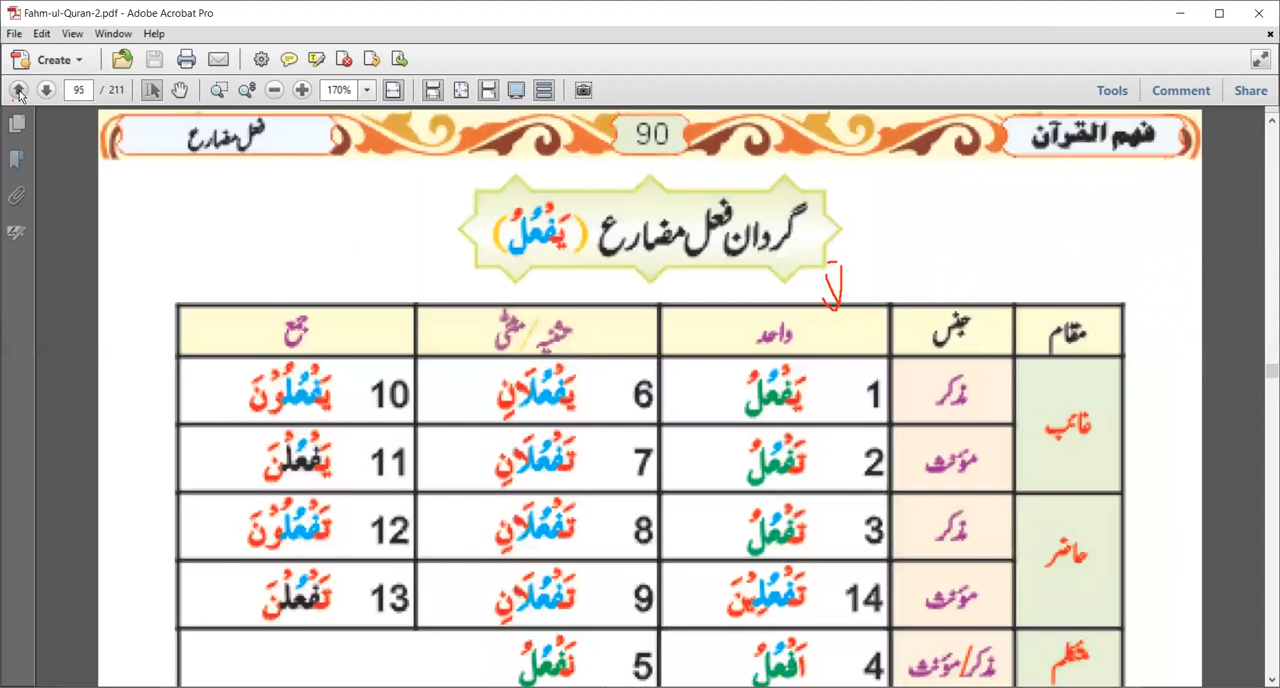 Fahm-ul-Quran-2.pdf - Adobe Acrobat Pro
File Edit View Window Help
Create
95 / 211 170% Tools Comment Share
فہم القرآن 90 فعل مضارع
گردان فعل مضارع (يَفْعُلُ)
مقام جنس واحد تثنیہ/مثنیٰ جمع
غائب
مذکر 1 يَفْعُلُ 6 يَفْعُلَانِ 10 يَفْعُلُوْنَ
مؤنث 2 تَفْعُلُ 7 تَفْعُلَانِ 11 يَفْعُلْنَ
حاضر
مذکر 3 تَفْعُلُ 8 تَفْعُلَانِ 12 تَفْعُلُوْنَ
مؤنث 14 تَفْعُلِيْنَ 9 تَفْعُلَانِ 13 تَفْعُلْنَ
متکلم مذکر/مؤنث 4 اَفْعُلُ 5 نَفْعُلُ